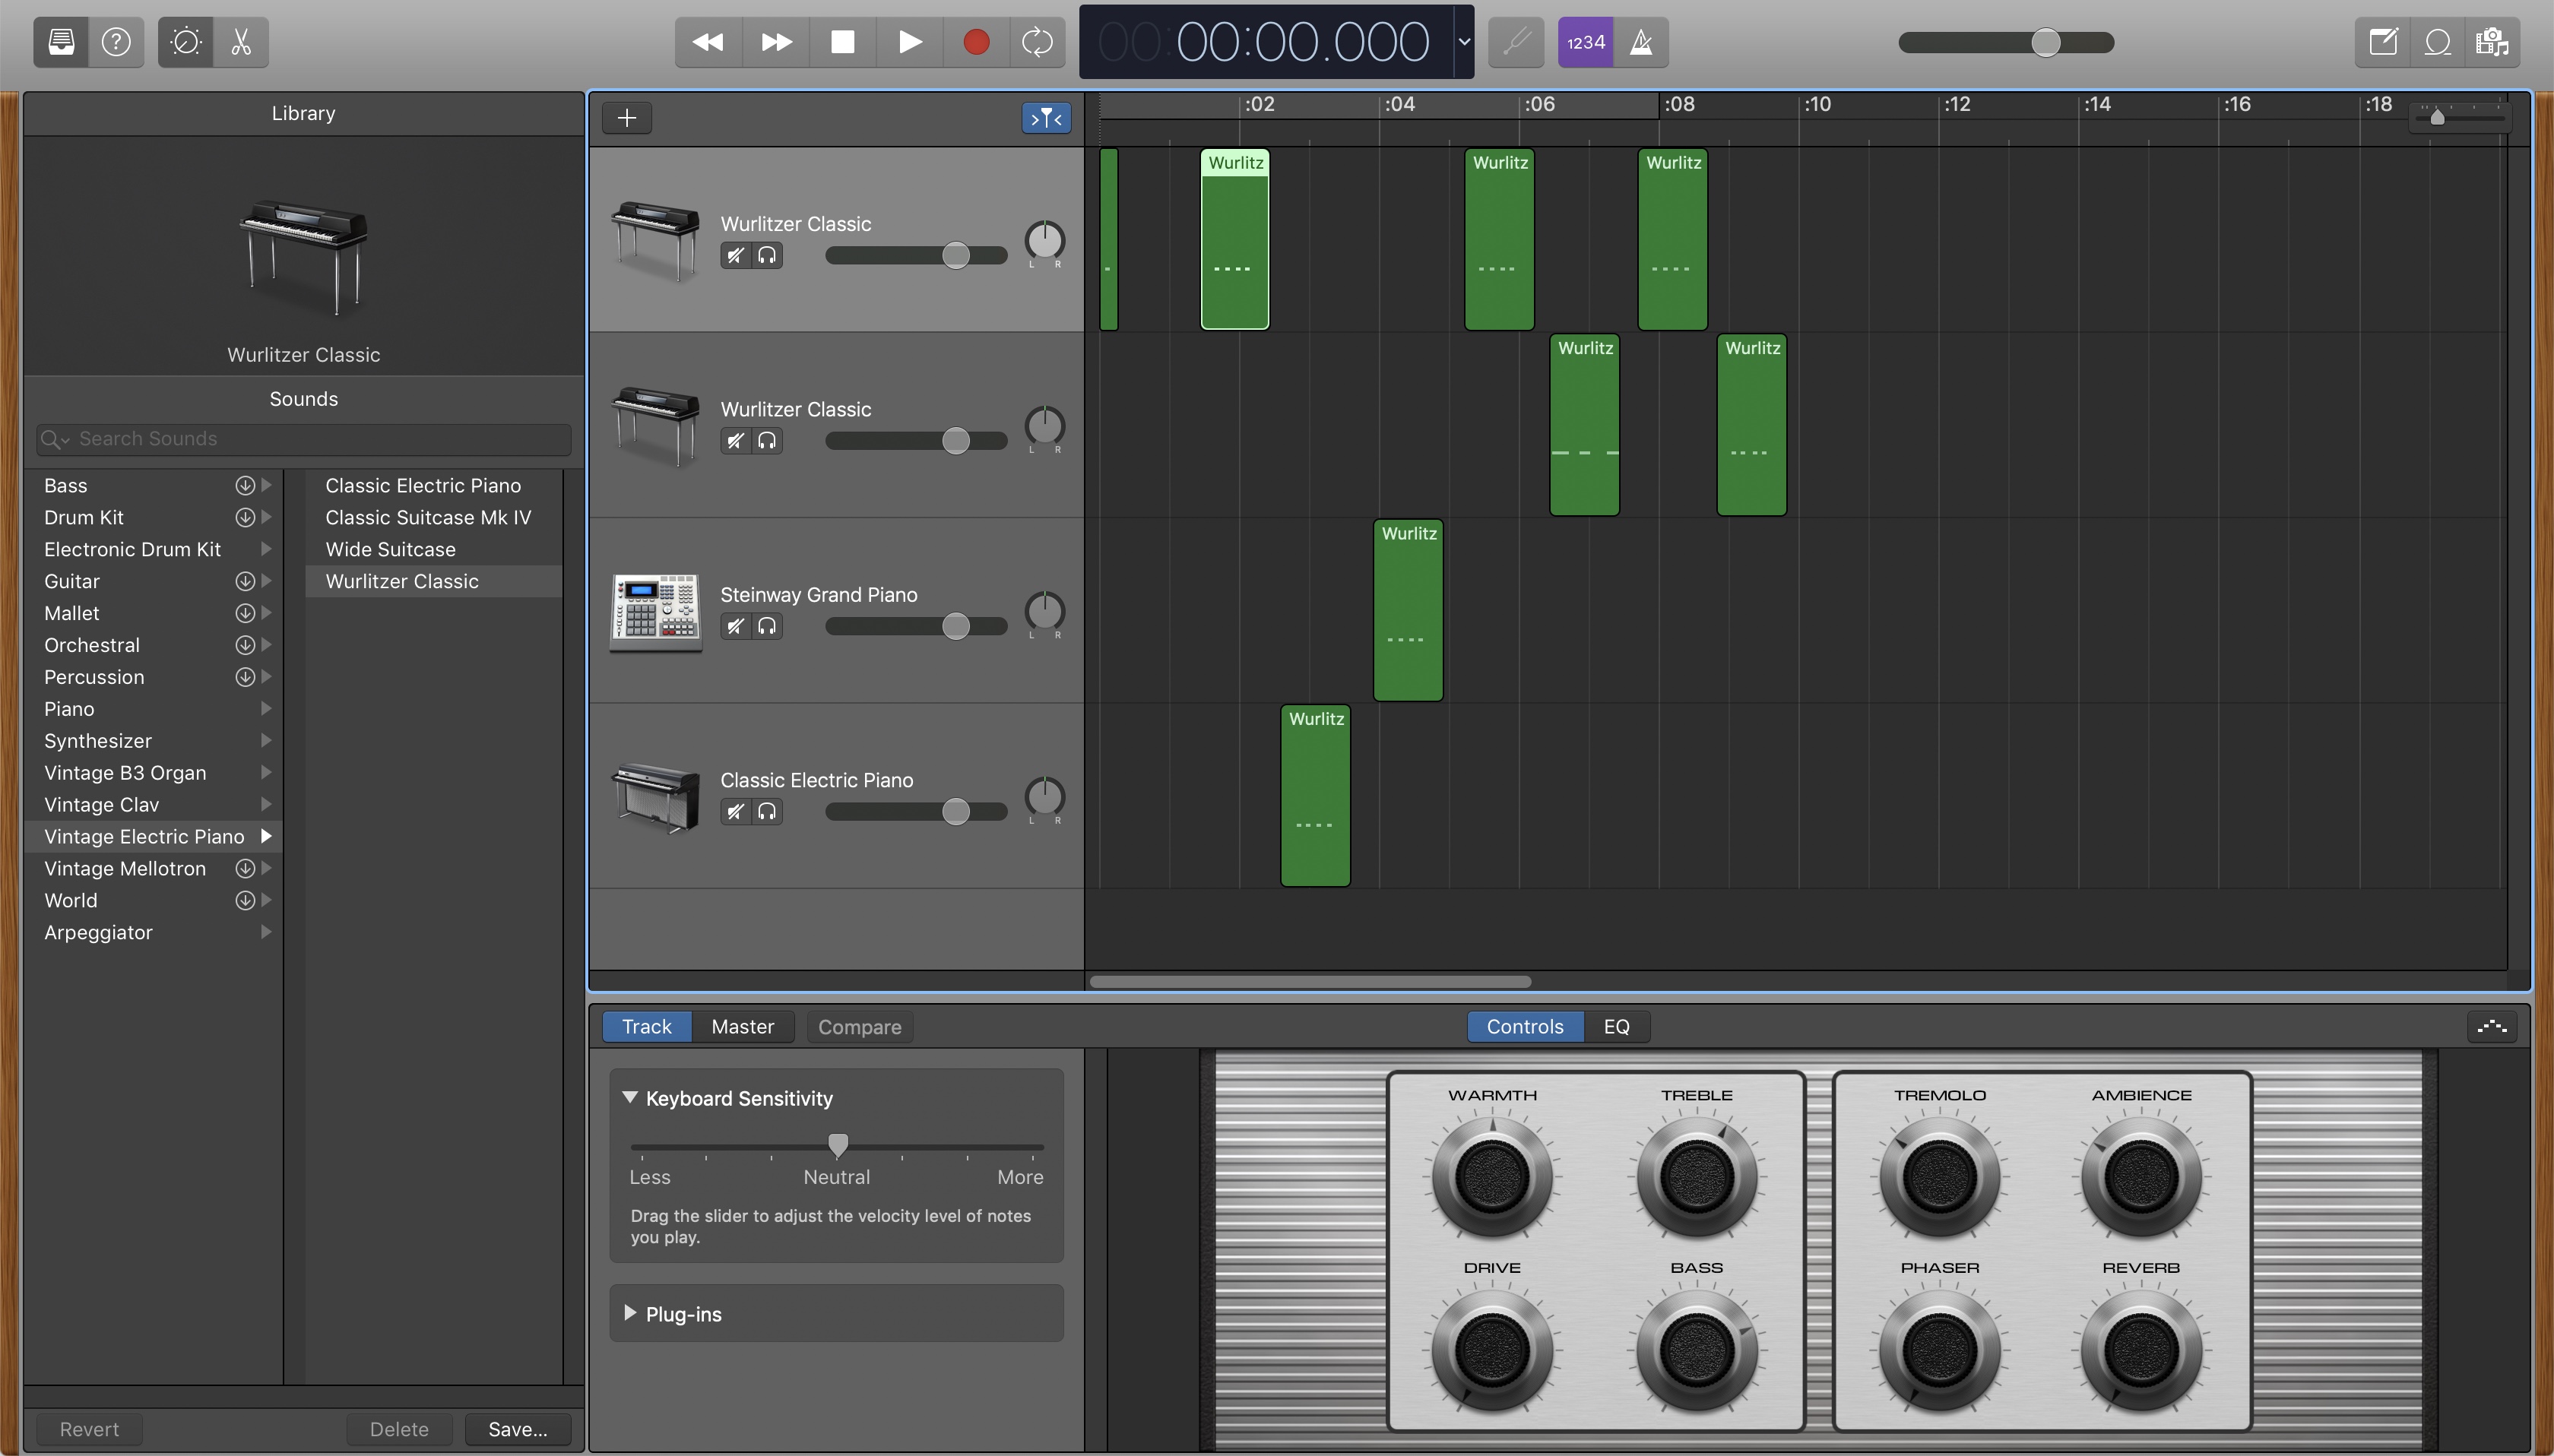 00:00:00.000
1234
Library
Wurlitzer Classic
Sounds
Search Sounds
Bass
Drum Kit
Electronic Drum Kit
Guitar
Mallet
Orchestral
Percussion
Piano
Synthesizer
Vintage B3 Organ
Vintage Clav
Vintage Electric Piano
Vintage Mellotron
World
Arpeggiator
Classic Electric Piano
Classic Suitcase Mk IV
Wide Suitcase
Wurlitzer Classic
Revert
Delete
Save...
:02 :04 :06 :08 :10 :12 :14 :16 :18
Wurlitzer Classic
L R
Wurlitz
Wurlitz
Wurlitz
Wurlitzer Classic
L R
Wurlitz
Wurlitz
Steinway Grand Piano
L R
Wurlitz
Classic Electric Piano
L R
Wurlitz
Track
Master
Compare
Controls
EQ
Keyboard Sensitivity
Less
Neutral
More
Drag the slider to adjust the velocity level of notes
you play.
Plug-ins
WARMTH
TREBLE
TREMOLO
AMBIENCE
DRIVE
BASS
PHASER
REVERB